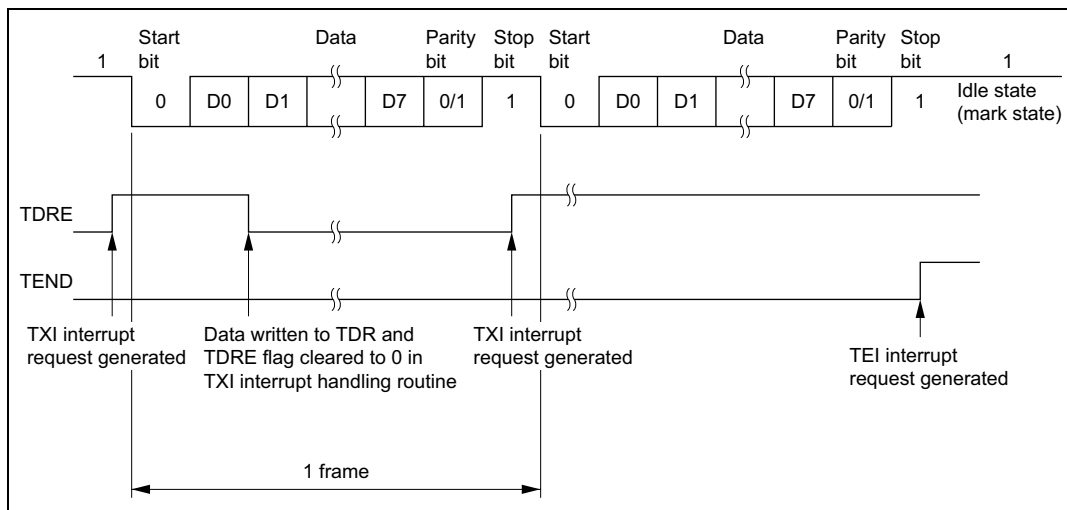 Start bit
Data
Parity bit
Stop bit
Start bit
Data
Parity bit
Stop bit
1
1
0
D0
D1
D7
0/1
1
0
D0
D1
D7
0/1
1
Idle state
(mark state)
TDRE
TEND
TXI interrupt
request generated
Data written to TDR and
TDRE flag cleared to 0 in
TXI interrupt handling routine
TXI interrupt
request generated
TEI interrupt
request generated
1 frame